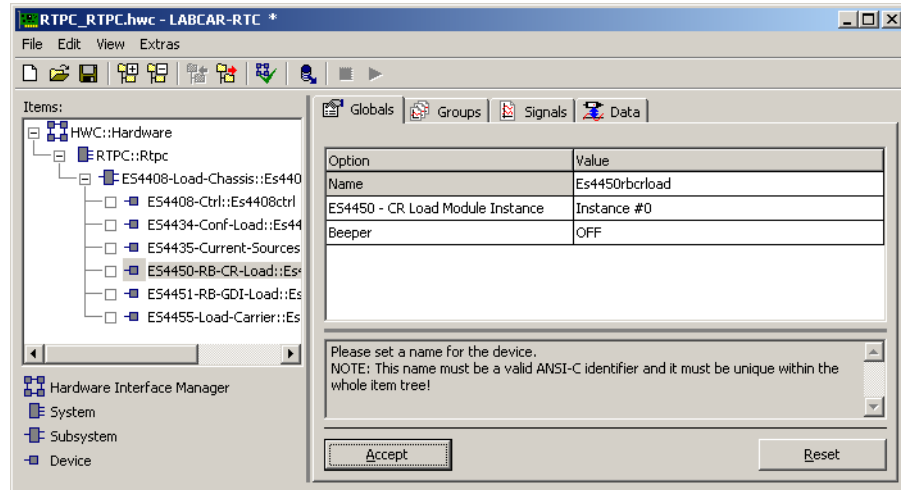 RTPC_RTPC.hwc - LABCAR-RTC *
File Edit View Extras
Items:
HWC::Hardware
RTPC::Rtpc
ES4408-Load-Chassis::Es440
ES4408-Ctrl::Es4408ctrl
ES4434-Conf-Load::Es44
ES4435-Current-Sources
ES4450-RB-CR-Load::Es4
ES4451-RB-GDI-Load::Es
ES4455-Load-Carrier::Es
Hardware Interface Manager
System
Subsystem
Device
Globals Groups Signals Data
Option Value
Name Es4450rbcrload
ES4450 - CR Load Module Instance Instance #0
Beeper OFF
Please set a name for the device.
NOTE: This name must be a valid ANSI-C identifier and it must be unique within the
whole item tree!
Accept Reset